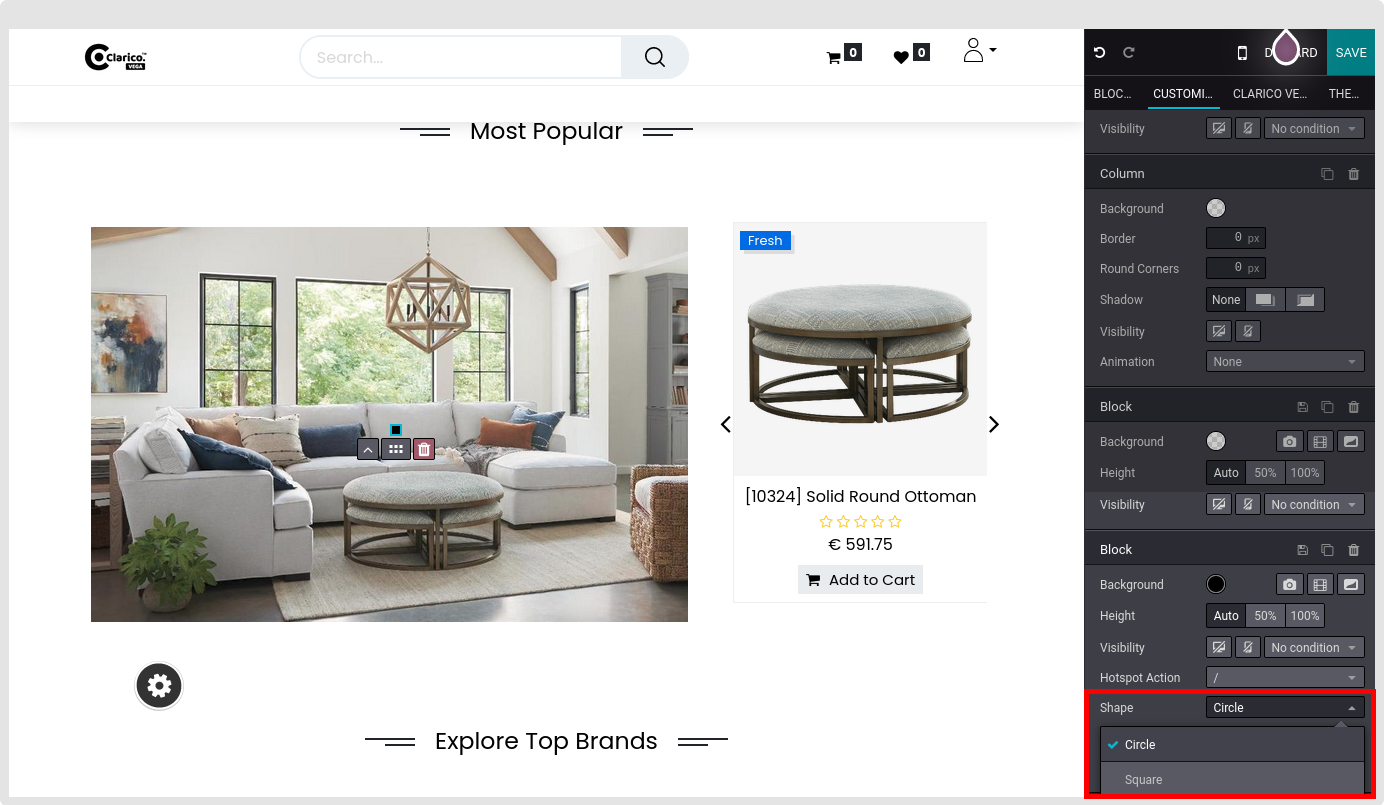 Clarico.™
VEGA
Search...
0
0
SAVE
BLOC...
CUSTOMI...
CLARICO VE...
THE...
Visibility
No condition
Most Popular
Column
Background
Border
0 px
Round Corners
0 px
Shadow
None
Visibility
Animation
None
Fresh
[10324] Solid Round Ottoman
€ 591.75
Add to Cart
Block
Background
Height
Auto
50%
100%
Visibility
No condition
Block
Background
Height
Auto
50%
100%
Visibility
No condition
Hotspot Action
/
Shape
Circle
Circle
Square
Explore Top Brands